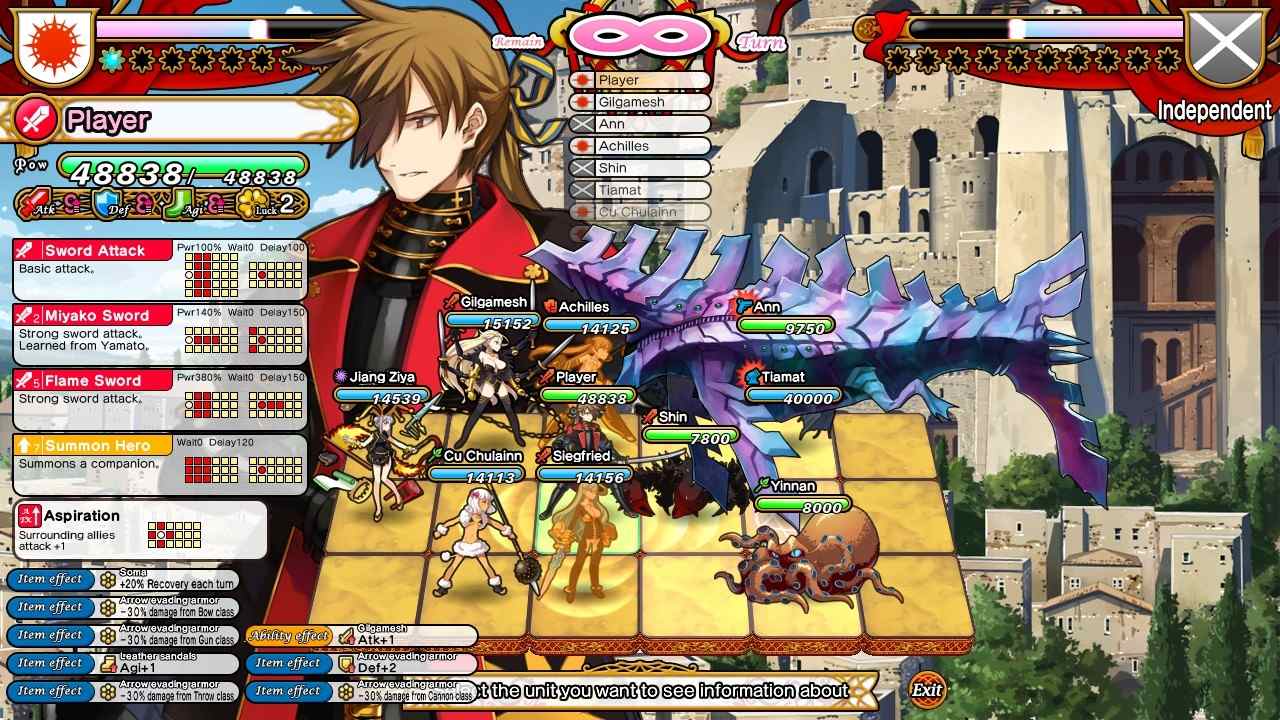 Remain
Turn
Player
Gilgamesh
Ann
Achilles
Shin
Tiamat
Cu Chulainn
Independent
Player
Pow
48838/ 48838
Atk
Def
Agi
Luck 2
Sword Attack
Pwr100% Wait0 Delay100
Basic attack.
2 Miyako Sword
Pwr140% Wait0 Delay150
Strong sword attack.
Learned from Yamato.
5 Flame Sword
Pwr380% Wait0 Delay150
Strong sword attack.
7 Summon Hero
Wait0 Delay120
Summons a companion.
Aspiration
Surrounding allies
attack +1
Item effect
Soma
+20% Recovery each turn
Item effect
Arrow evading armor
-30% damage from Bow class
Item effect
Arrow evading armor
-30% damage from Gun class
Ability effect
Gilgamesh
Atk+1
Item effect
Leather sandals
Agi+1
Item effect
Arrow evading armor
Def+2
Item effect
Arrow evading armor
-30% damage from Throw class
Item effect
Arrow evading armor
-30% damage from Cannon class
Gilgamesh
15152
Achilles
14125
Ann
9750
Jiang Ziya
14539
Player
48838
Tiamat
40000
Shin
7800
Cu Chulainn
14113
Siegfried
14156
Yinnan
8000
the unit you want to see information about
Exit